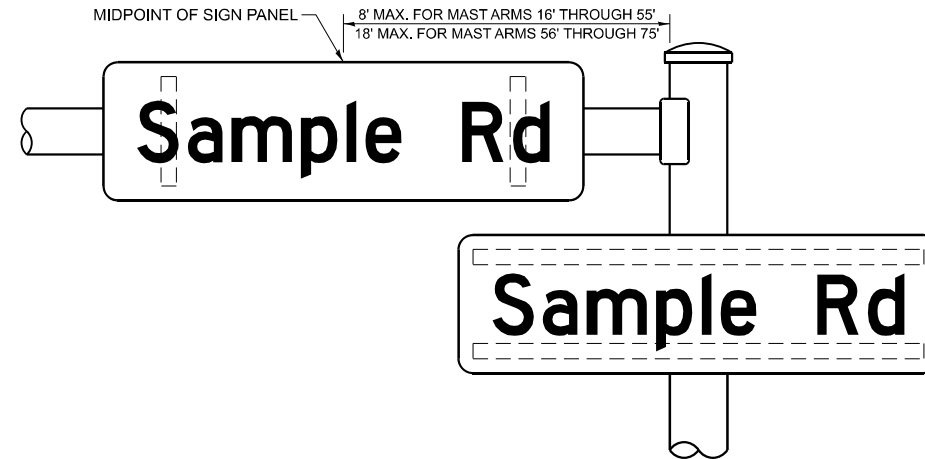 MIDPOINT OF SIGN PANEL
8' MAX. FOR MAST ARMS 16' THROUGH 55'
18' MAX. FOR MAST ARMS 56' THROUGH 75'
Sample Rd
Sample Rd